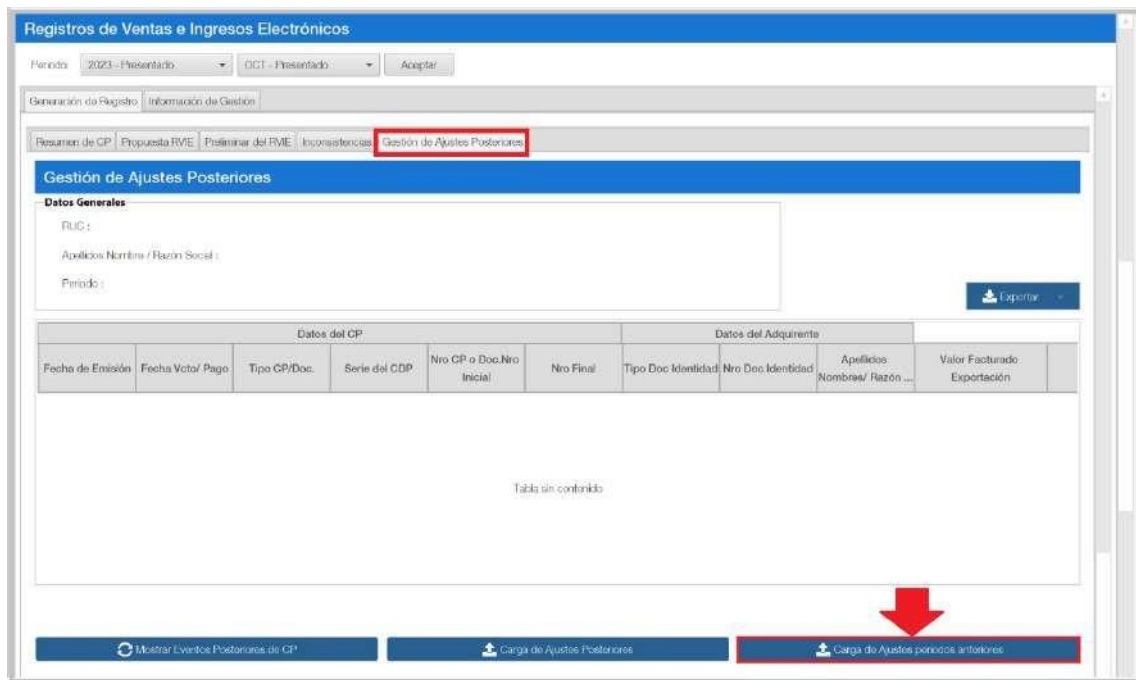 Registros de Ventas e Ingresos Electrónicos
Periodo: 2023 - Presentado OCT - Presentado Aceptar
Generación de Registro Información de Gestión
Resumen de CP Propuesta RVIE Preliminar del RVIE Inconsistencias Gestión de Ajustes Posteriores
Gestión de Ajustes Posteriores
Datos Generales
RUC :
Apellidos Nombre / Razón Social :
Periodo :
Exportar
Datos del CP Datos del Adquirente
Fecha de Emisión Fecha Vcto/ Pago Tipo CP/Doc. Serie del CDP Nro CP o Doc.Nro Inicial Nro Final Tipo Doc Identidad Nro Doc Identidad Apellidos Nombres/ Razón ... Valor Facturado Exportación
Tabla sin contenido
Mostrar Eventos Posteriores de CP Carga de Ajustes Posteriores Carga de Ajustes periodos anteriores